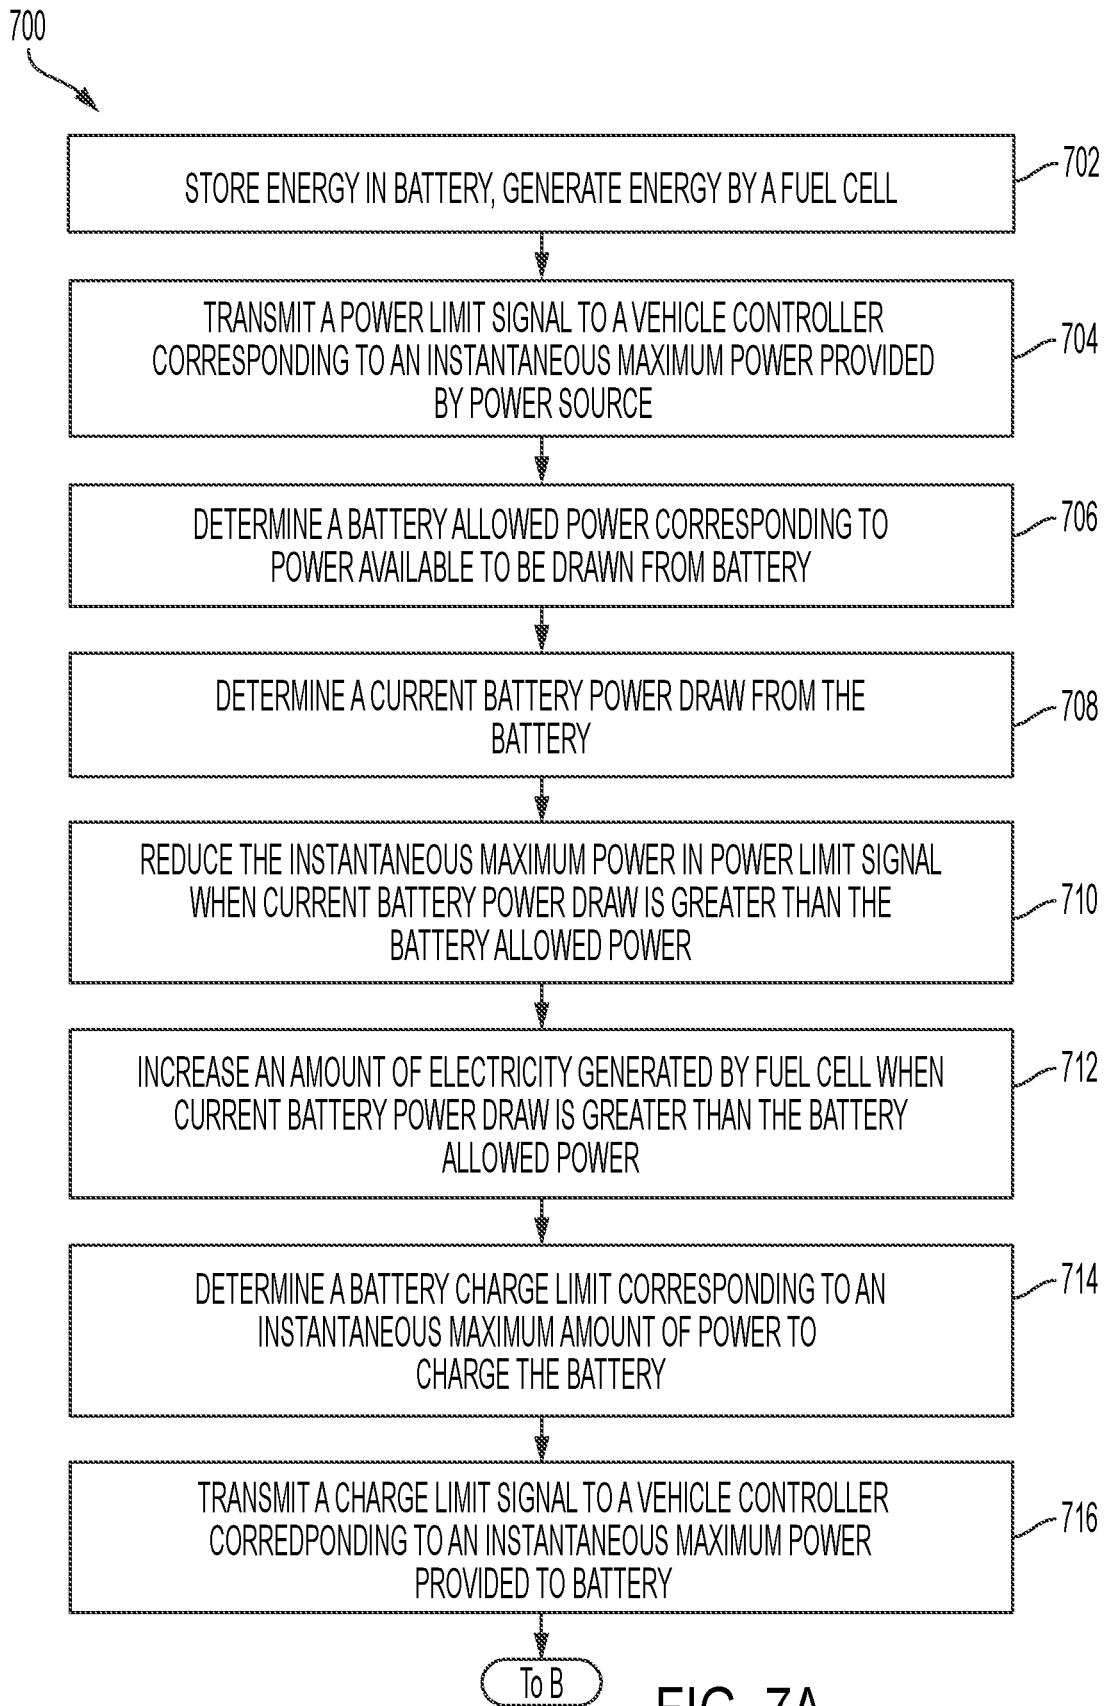 700
STORE ENERGY IN BATTERY, GENERATE ENERGY BY A FUEL CELL
702
TRANSMIT A POWER LIMIT SIGNAL TO A VEHICLE CONTROLLER
CORRESPONDING TO AN INSTANTANEOUS MAXIMUM POWER PROVIDED
BY POWER SOURCE
704
DETERMINE A BATTERY ALLOWED POWER CORRESPONDING TO
POWER AVAILABLE TO BE DRAWN FROM BATTERY
706
DETERMINE A CURRENT BATTERY POWER DRAW FROM THE
BATTERY
708
REDUCE THE INSTANTANEOUS MAXIMUM POWER IN POWER LIMIT SIGNAL
WHEN CURRENT BATTERY POWER DRAW IS GREATER THAN THE
BATTERY ALLOWED POWER
710
INCREASE AN AMOUNT OF ELECTRICITY GENERATED BY FUEL CELL WHEN
CURRENT BATTERY POWER DRAW IS GREATER THAN THE BATTERY
ALLOWED POWER
712
DETERMINE A BATTERY CHARGE LIMIT CORRESPONDING TO AN
INSTANTANEOUS MAXIMUM AMOUNT OF POWER TO
CHARGE THE BATTERY
714
TRANSMIT A CHARGE LIMIT SIGNAL TO A VEHICLE CONTROLLER
CORREDPONDING TO AN INSTANTANEOUS MAXIMUM POWER
PROVIDED TO BATTERY
716
To B
FIG. 7A